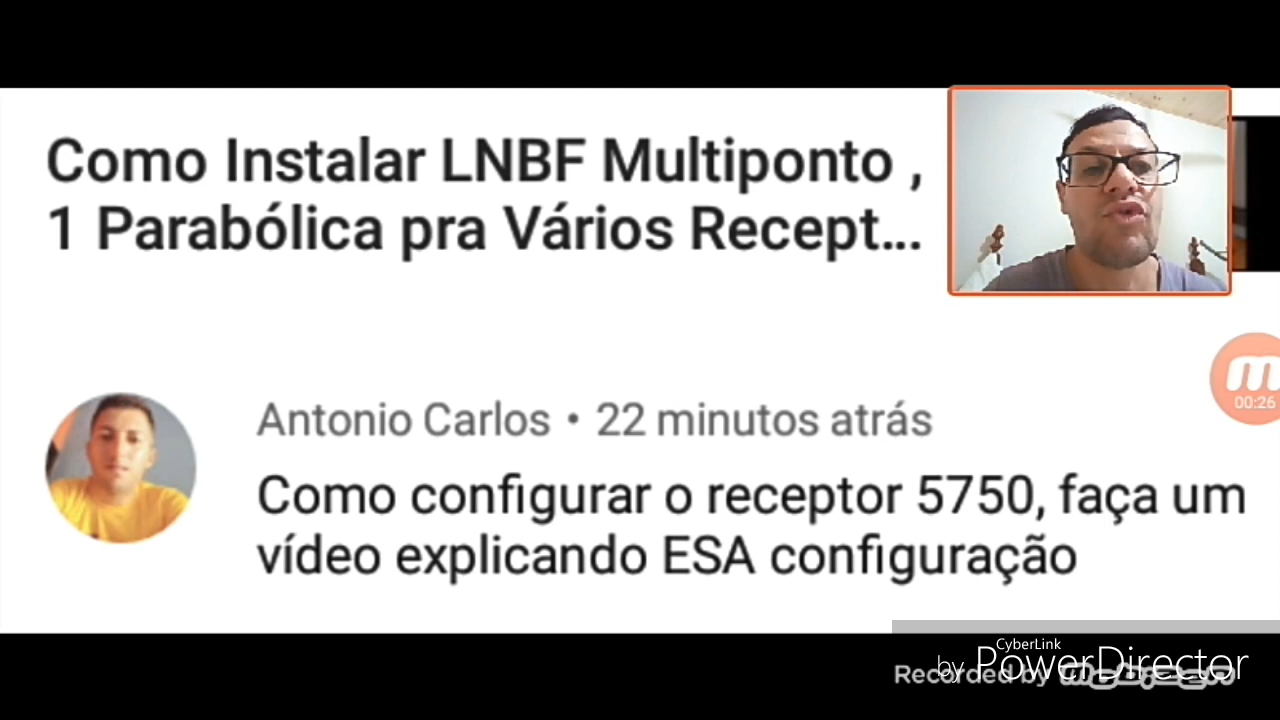 Como Instalar LNBF Multiponto ,
1 Parabólica pra Vários Recept...
Antonio Carlos • 22 minutos atrás
Como configurar o receptor 5750, faça um
vídeo explicando ESA configuração
00:26
CyberLink
by PowerDirector
Recorded by